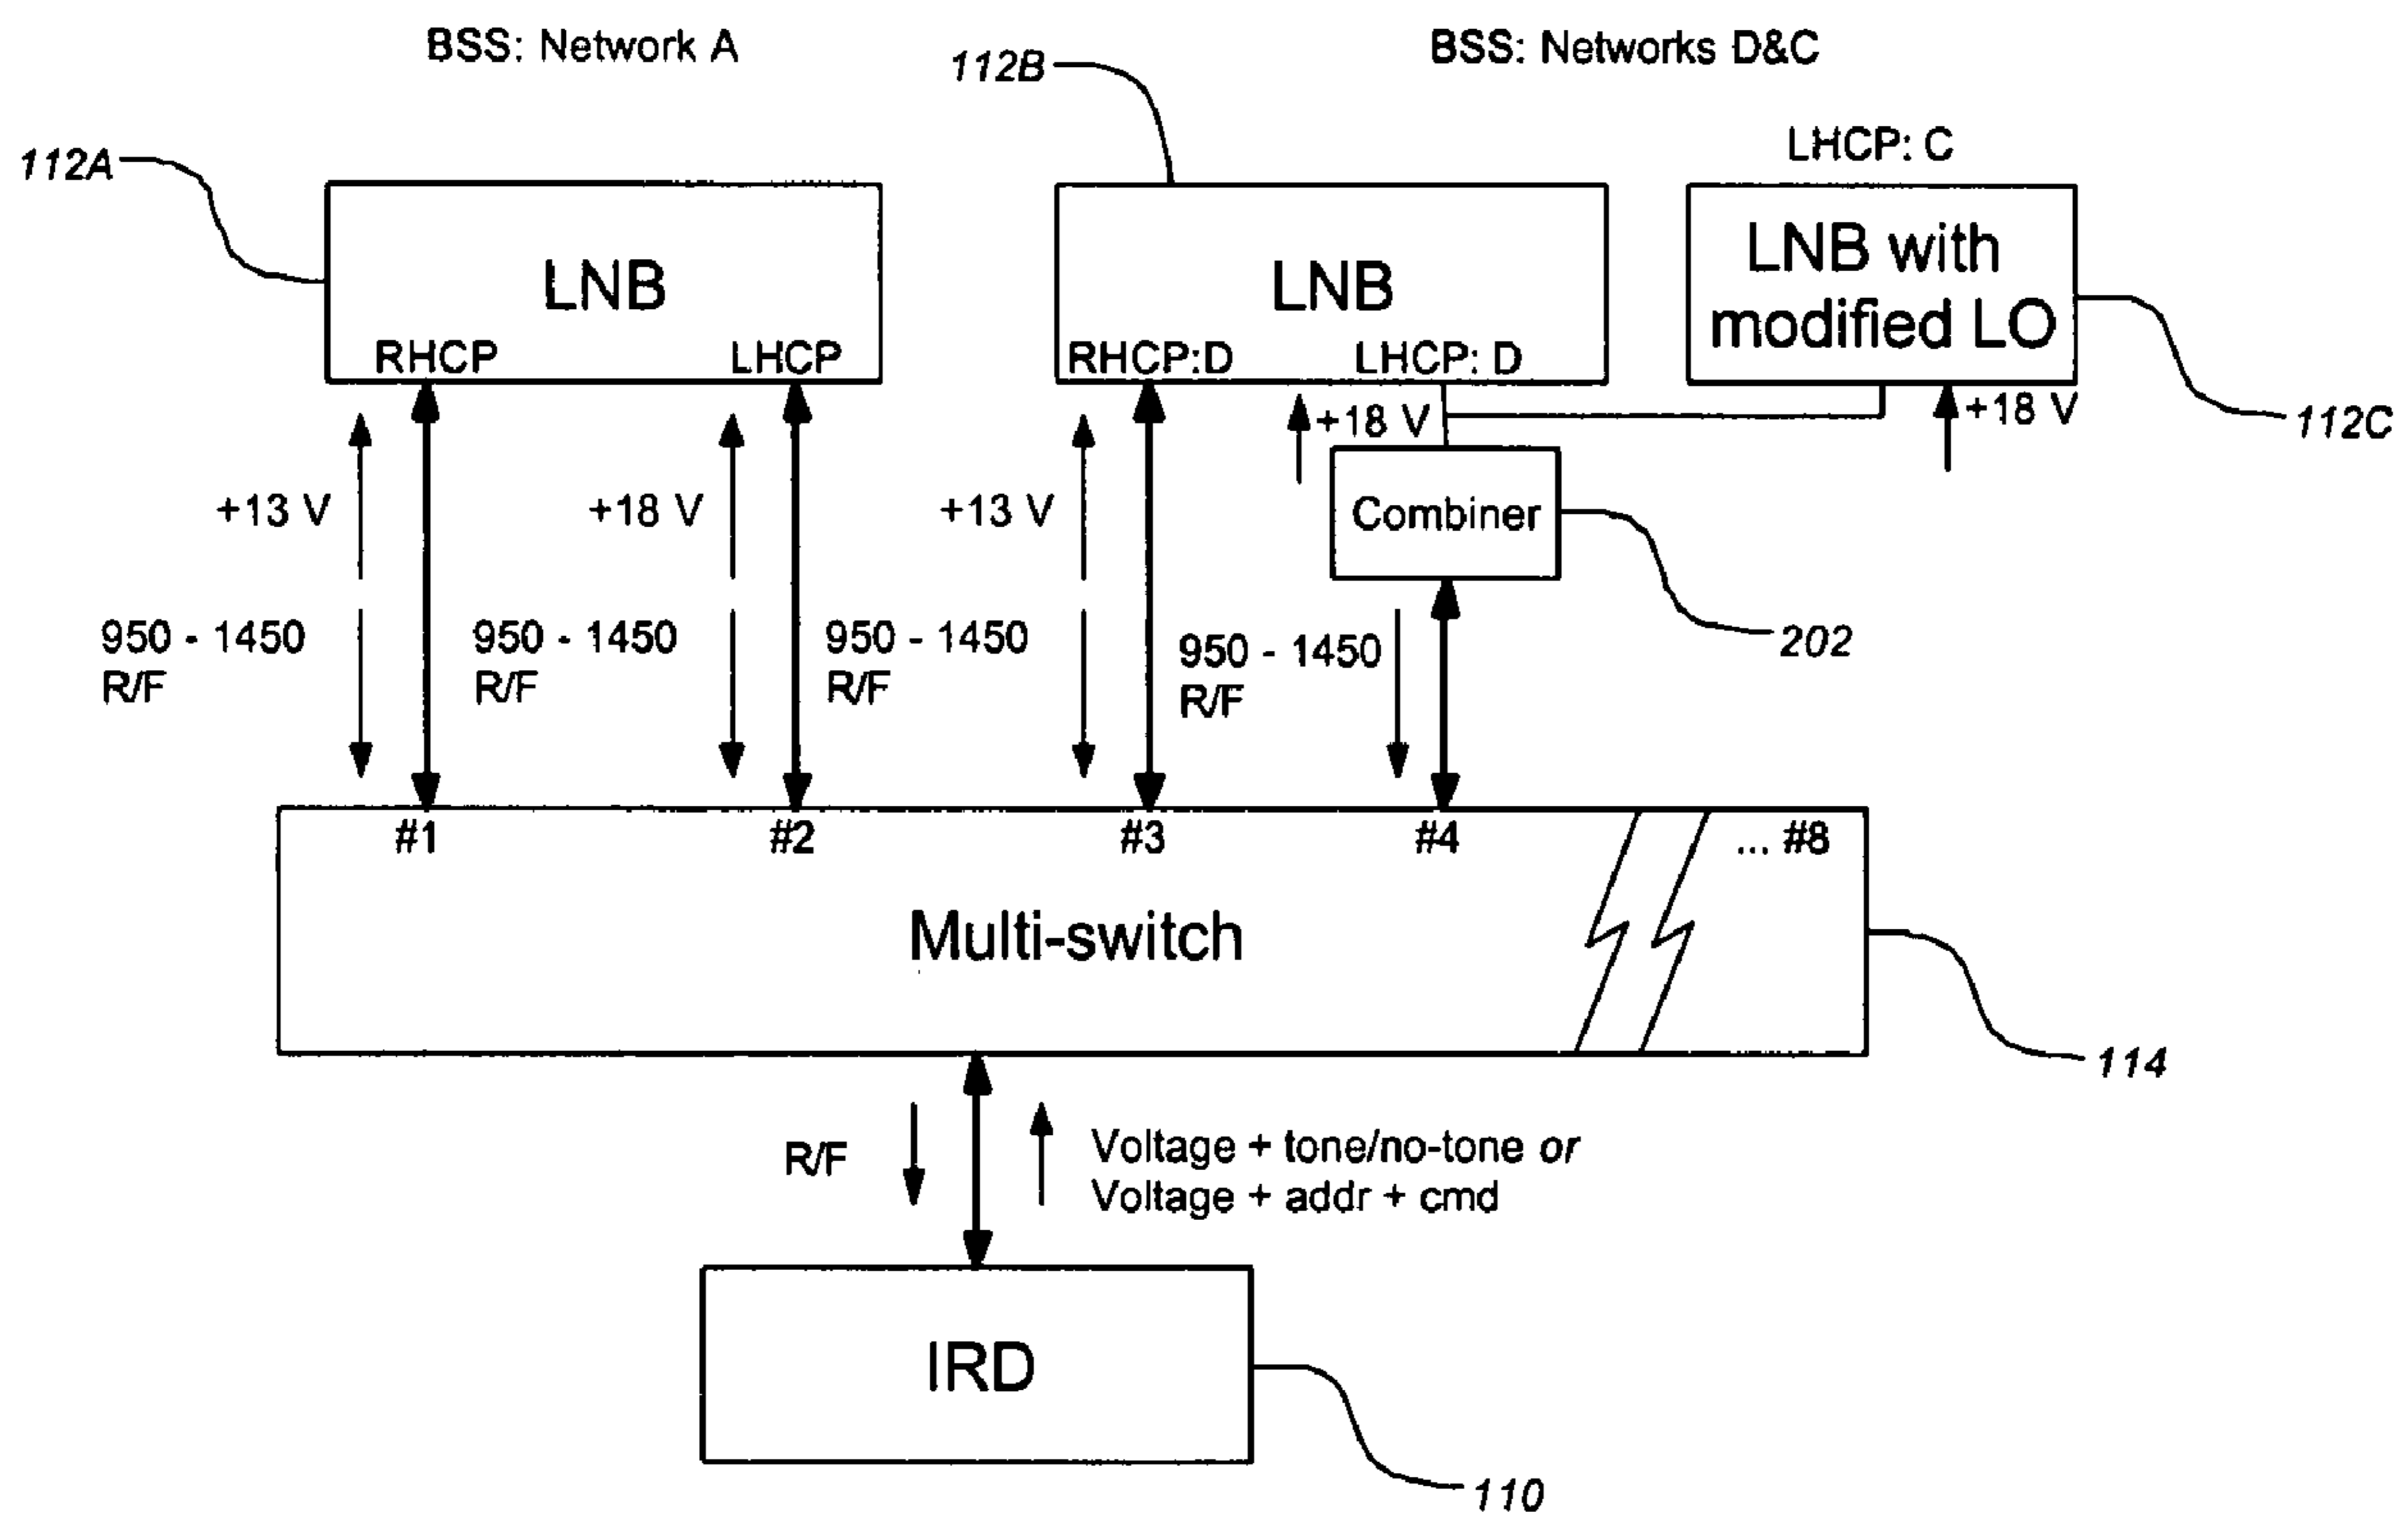 BSS: Network A
BSS: Networks D&C
112B
LHCP: C
112A
LNB
LNB
LNB with
modified LO
RHCP
LHCP
RHCP:D
LHCP: D
+18 V
+18 V
112C
+13 V
+18 V
+13 V
Combiner
950 - 1450
R/F
950 - 1450
R/F
950 - 1450
R/F
950 - 1450
R/F
202
#1
#2
#3
#4
... #8
Multi-switch
114
R/F
Voltage + tone/no-tone or
Voltage + addr + cmd
IRD
110